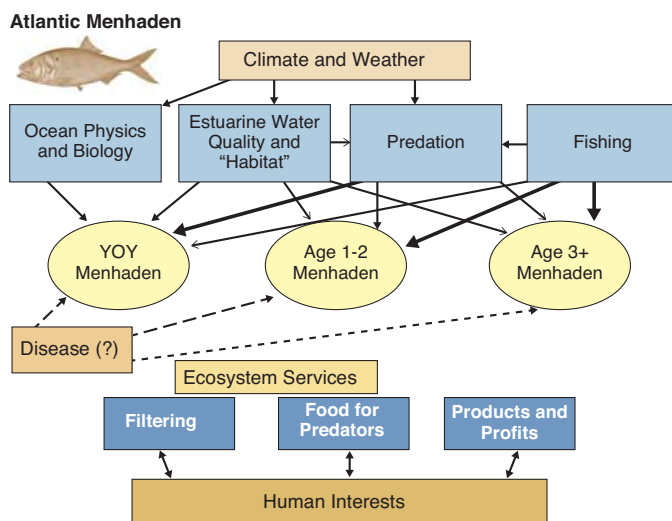 Atlantic Menhaden
Climate and Weather
Ocean Physics
and Biology
Estuarine Water
Quality and
“Habitat”
Predation
Fishing
YOY
Menhaden
Age 1-2
Menhaden
Age 3+
Menhaden
Disease (?)
Ecosystem Services
Filtering
Food for
Predators
Products and
Profits
Human Interests